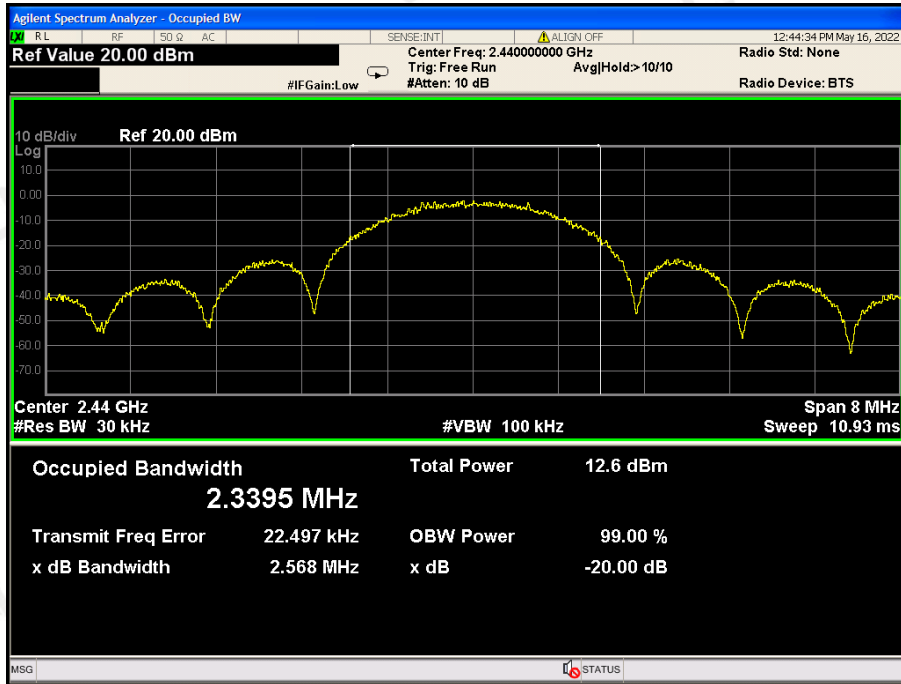 Agilent Spectrum Analyzer - Occupied BW
LXI RL RF 50 Ω AC SENSE:INT ALIGN OFF 12:44:34 PM May 16, 2022
Ref Value 20.00 dBm Center Freq: 2.440000000 GHz Radio Std: None
Trig: Free Run Avg|Hold:>10/10
#IFGain:Low #Atten: 10 dB Radio Device: BTS
10 dB/div Ref 20.00 dBm
Log
10.0
0.00
-10.0
-20.0
-30.0
-40.0
-50.0
-60.0
-70.0
Center 2.44 GHz Span 8 MHz
#Res BW 30 kHz #VBW 100 kHz Sweep 10.93 ms
Occupied Bandwidth Total Power 12.6 dBm
2.3395 MHz
Transmit Freq Error 22.497 kHz OBW Power 99.00 %
x dB Bandwidth 2.568 MHz x dB -20.00 dB
MSG STATUS